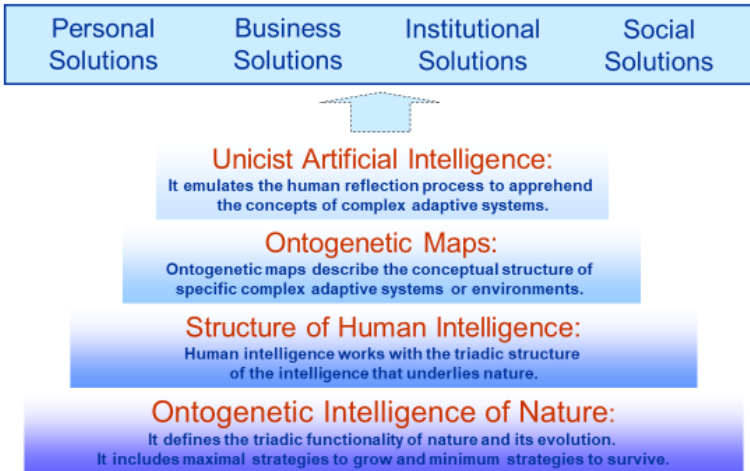 Personal Solutions
Business Solutions
Institutional Solutions
Social Solutions
Unicist Artificial Intelligence:
It emulates the human reflection process to apprehend
the concepts of complex adaptive systems.
Ontogenetic Maps:
Ontogenetic maps describe the conceptual structure of
specific complex adaptive systems or environments.
Structure of Human Intelligence:
Human intelligence works with the triadic structure
of the intelligence that underlies nature.
Ontogenetic Intelligence of Nature:
It defines the triadic functionality of nature and its evolution.
It includes maximal strategies to grow and minimum strategies to survive.